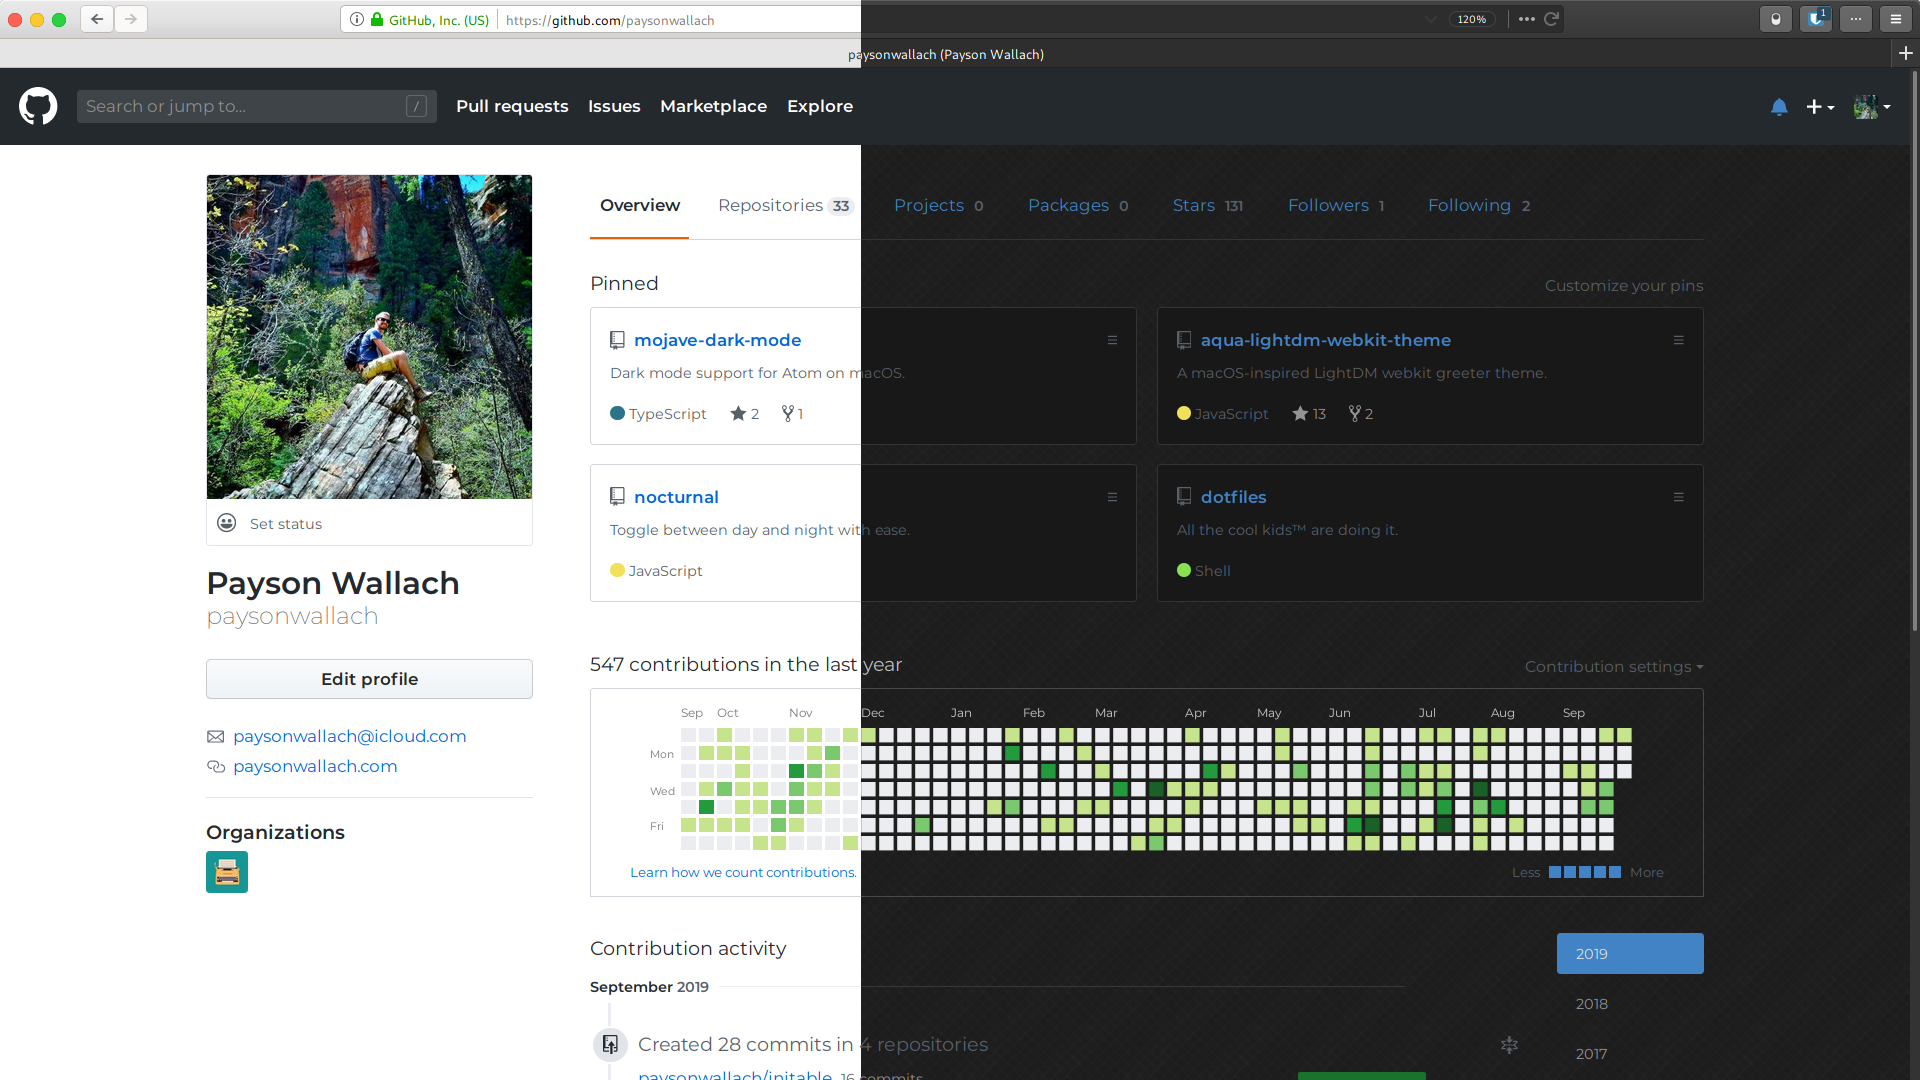 GitHub, Inc. (US) https://github.com/paysonwallach 120% 1
paysonwallach (Payson Wallach)
Search or jump to... / Pull requests Issues Marketplace Explore
Overview Repositories 33 Projects 0 Packages 0 Stars 131 Followers 1 Following 2
Pinned
Customize your pins
mojave-dark-mode
Dark mode support for Atom on macOS.
TypeScript 2 1
aqua-lightdm-webkit-theme
A macOS-inspired LightDM webkit greeter theme.
JavaScript 13 2
nocturnal
Toggle between day and night with ease.
JavaScript
dotfiles
All the cool kids™ are doing it.
Shell
Set status
Payson Wallach
paysonwallach
Edit profile
paysonwallach@icloud.com
paysonwallach.com
Organizations
547 contributions in the last year
Contribution settings
Sep Oct Nov Dec Jan Feb Mar Apr May Jun Jul Aug Sep
Mon
Wed
Fri
Learn how we count contributions.
Less More
Contribution activity
2019
2018
2017
September 2019
Created 28 commits in 4 repositories
paysonwallach/initable 16 commits